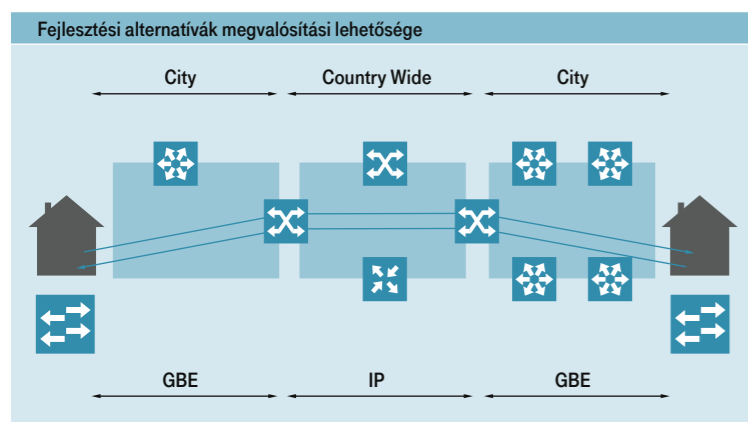 Fejlesztési alternatívák megvalósítási lehetősége
City Country Wide City
GBE IP GBE